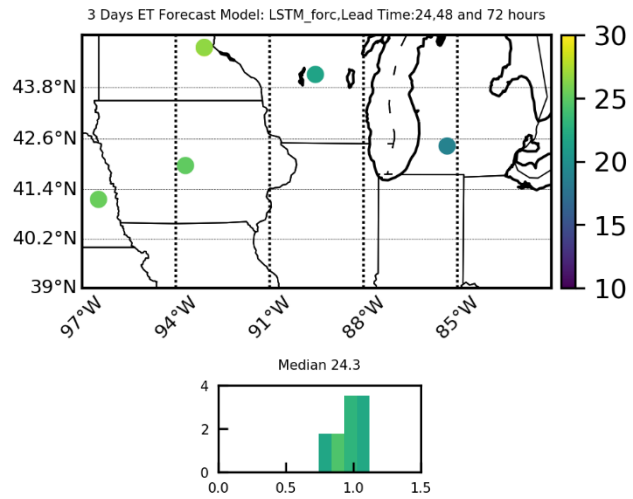 3 Days ET Forecast Model: LSTM_forc,Lead Time:24,48 and 72 hours
43.8°N
42.6°N
41.4°N
40.2°N
39°N
97°W
94°W
91°W
88°W
85°W
30
25
20
15
10
Median 24.3
4
2
0
0.0
0.5
1.0
1.5